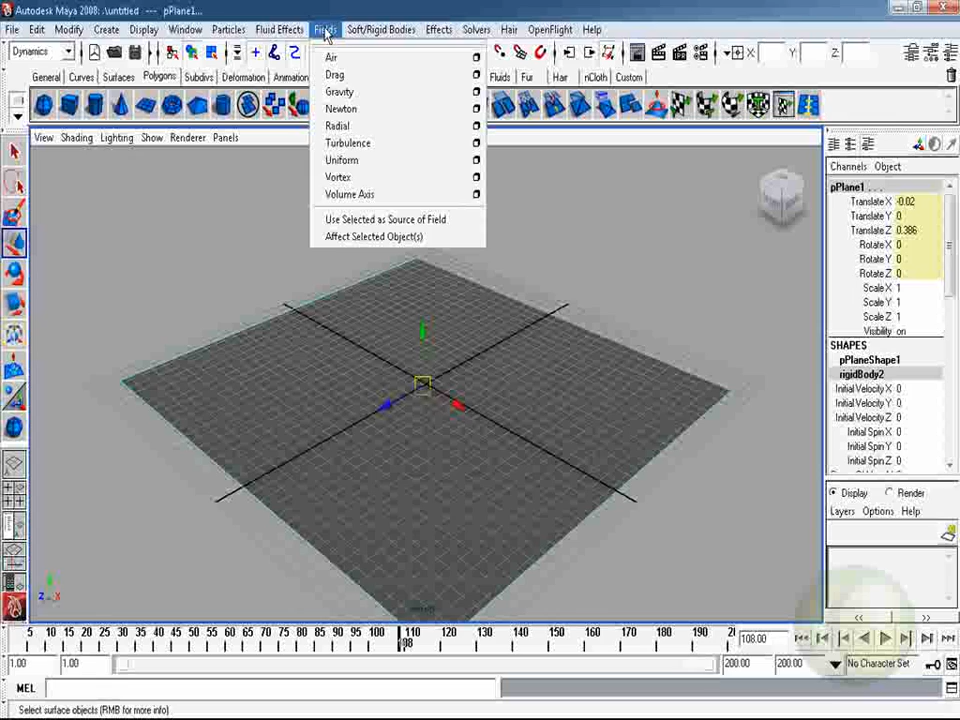 Autodesk Maya 2008: .\untitled --- pPlane1...
File Edit Modify Create Display Window Particles Fluid Effects Fields Soft/Rigid Bodies Effects Solvers Hair OpenFlight Help
Dynamics X: Y: Z:
General Curves Surfaces Polygons Subdivs Deformation Animation Fluids Fur Hair nCloth Custom
Air
Drag
Gravity
Newton
Radial
Turbulence
Uniform
Vortex
Volume Axis
Use Selected as Source of Field
Affect Selected Object(s)
View Shading Lighting Show Renderer Panels
Channels Object
pPlane1 . . .
Translate X -0.02
Translate Y 0
Translate Z 0.386
Rotate X 0
Rotate Y 0
Rotate Z 0
Scale X 1
Scale Y 1
Scale Z 1
Visibility on
SHAPES
pPlaneShape1
rigidBody2
Initial Velocity X 0
Initial Velocity Y 0
Initial Velocity Z 0
Initial Spin X 0
Initial Spin Y 0
Initial Spin Z 0
Display Render
Layers Options Help
Z X
5 10 15 20 25 30 35 40 45 50 55 60 65 70 75 80 85 90 95 100 110 120 130 140 150 160 170 180 190 108.00
1.00 1.00 200.00 200.00 No Character Set
MEL
Select surface objects (RMB for more info)